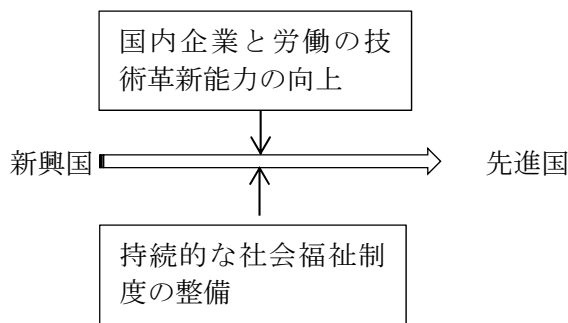 国内企業と労働の技
術革新能力の向上
新興国
先進国
持続的な社会福祉制
度の整備